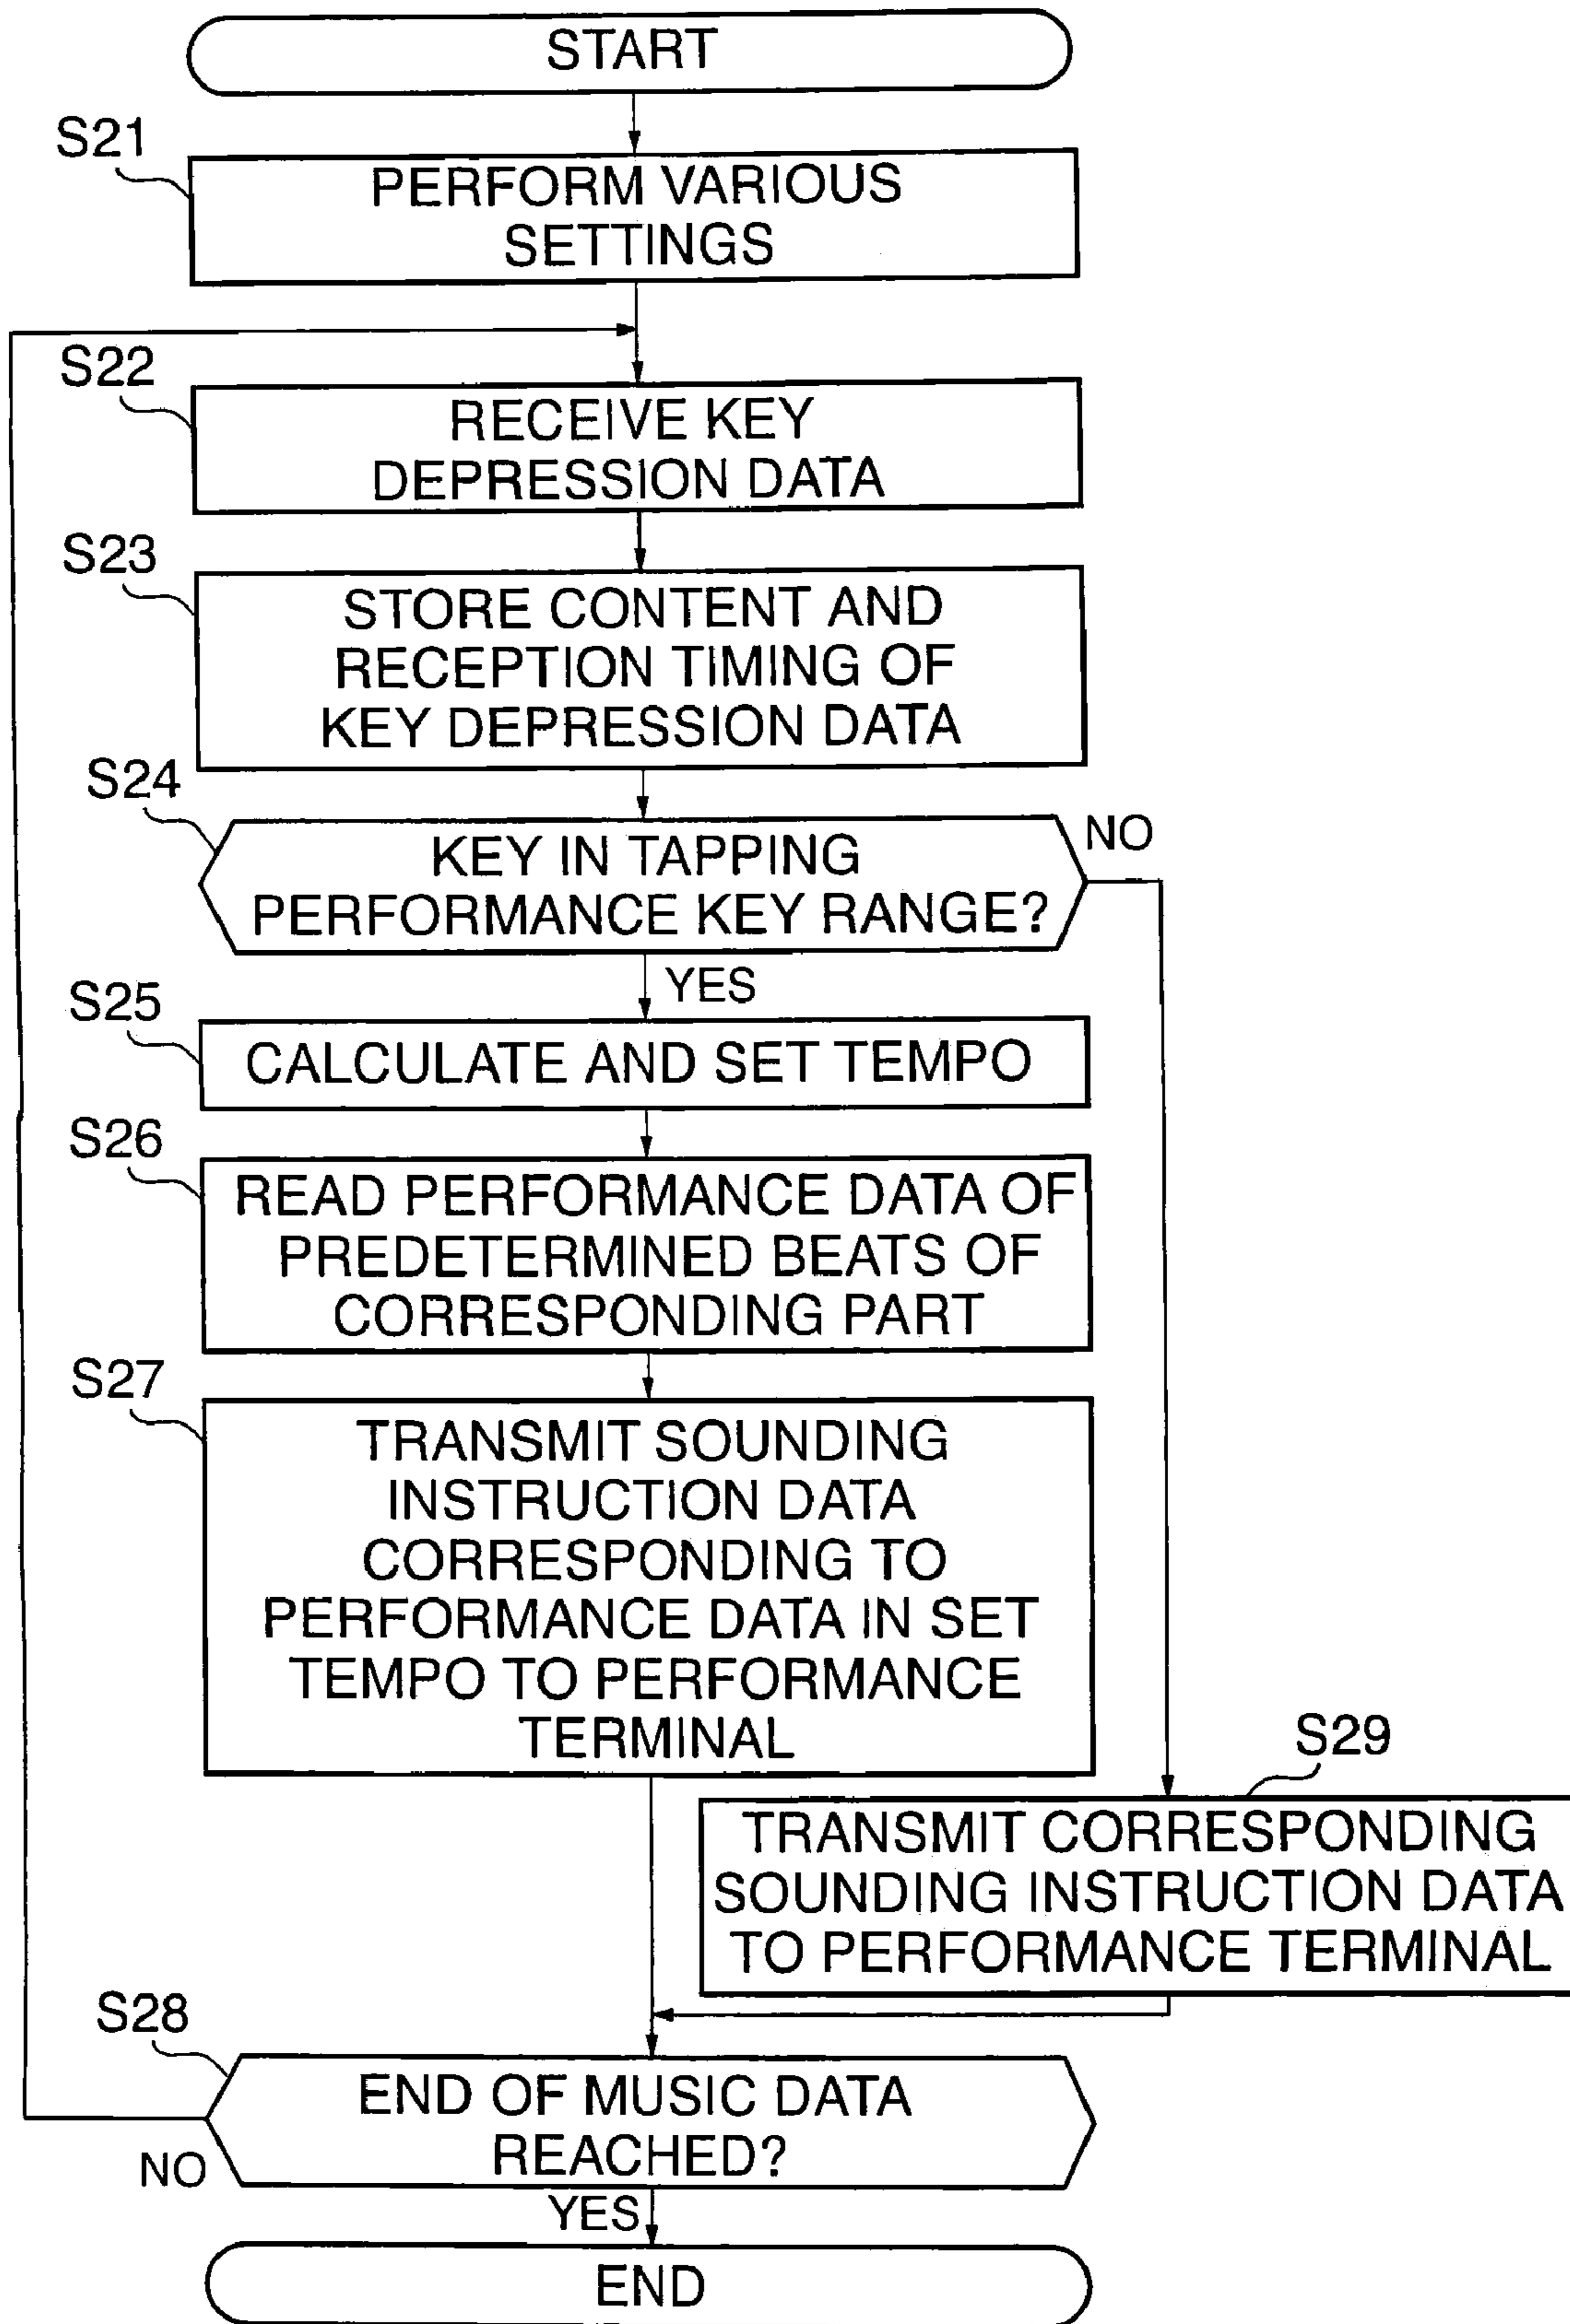 START
S21
PERFORM VARIOUS
SETTINGS
S22
RECEIVE KEY
DEPRESSION DATA
S23
STORE CONTENT AND
RECEPTION TIMING OF
KEY DEPRESSION DATA
S24
KEY IN TAPPING
PERFORMANCE KEY RANGE?
NO
YES
S25
CALCULATE AND SET TEMPO
S26
READ PERFORMANCE DATA OF
PREDETERMINED BEATS OF
CORRESPONDING PART
S27
TRANSMIT SOUNDING
INSTRUCTION DATA
CORRESPONDING TO
PERFORMANCE DATA IN SET
TEMPO TO PERFORMANCE
TERMINAL
S29
TRANSMIT CORRESPONDING
SOUNDING INSTRUCTION DATA
TO PERFORMANCE TERMINAL
S28
END OF MUSIC DATA
REACHED?
NO
YES
END